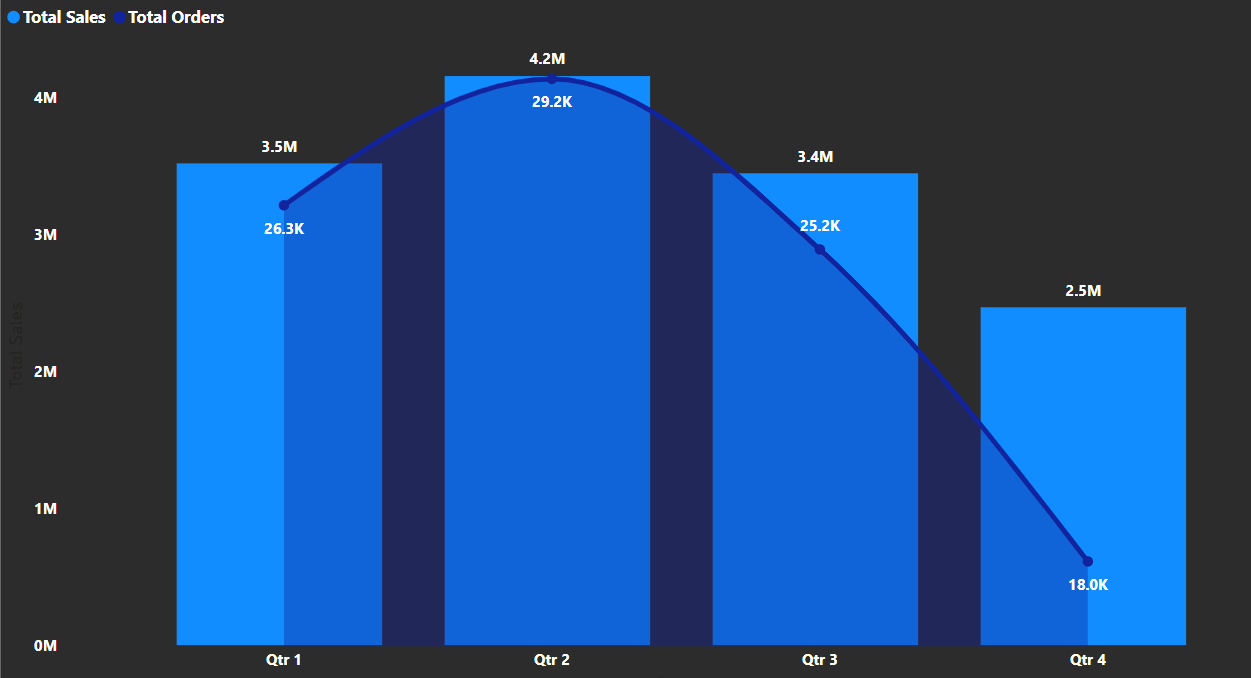 Total Sales Total Orders
4M
3M
2M
1M
0M
Total Sales
3.5M
4.2M
3.4M
2.5M
26.3K
29.2K
25.2K
18.0K
Qtr 1 Qtr 2 Qtr 3 Qtr 4